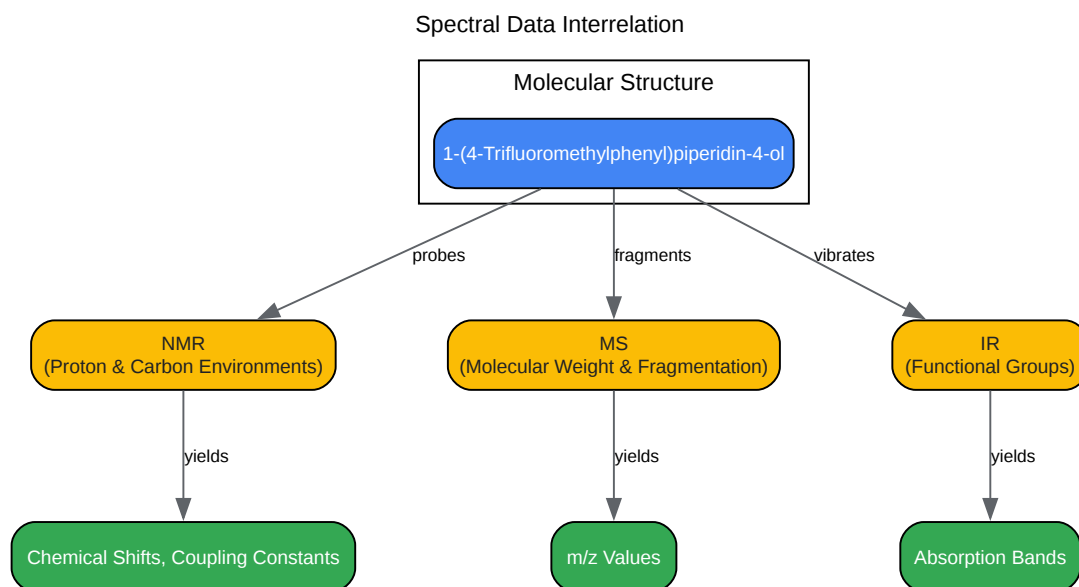 Spectral Data Interrelation
Molecular Structure
1-(4-Trifluoromethylphenyl)piperidin-4-ol
probes
fragments
vibrates
NMR
(Proton & Carbon Environments)
MS
(Molecular Weight & Fragmentation)
IR
(Functional Groups)
yields
yields
yields
Chemical Shifts, Coupling Constants
m/z Values
Absorption Bands